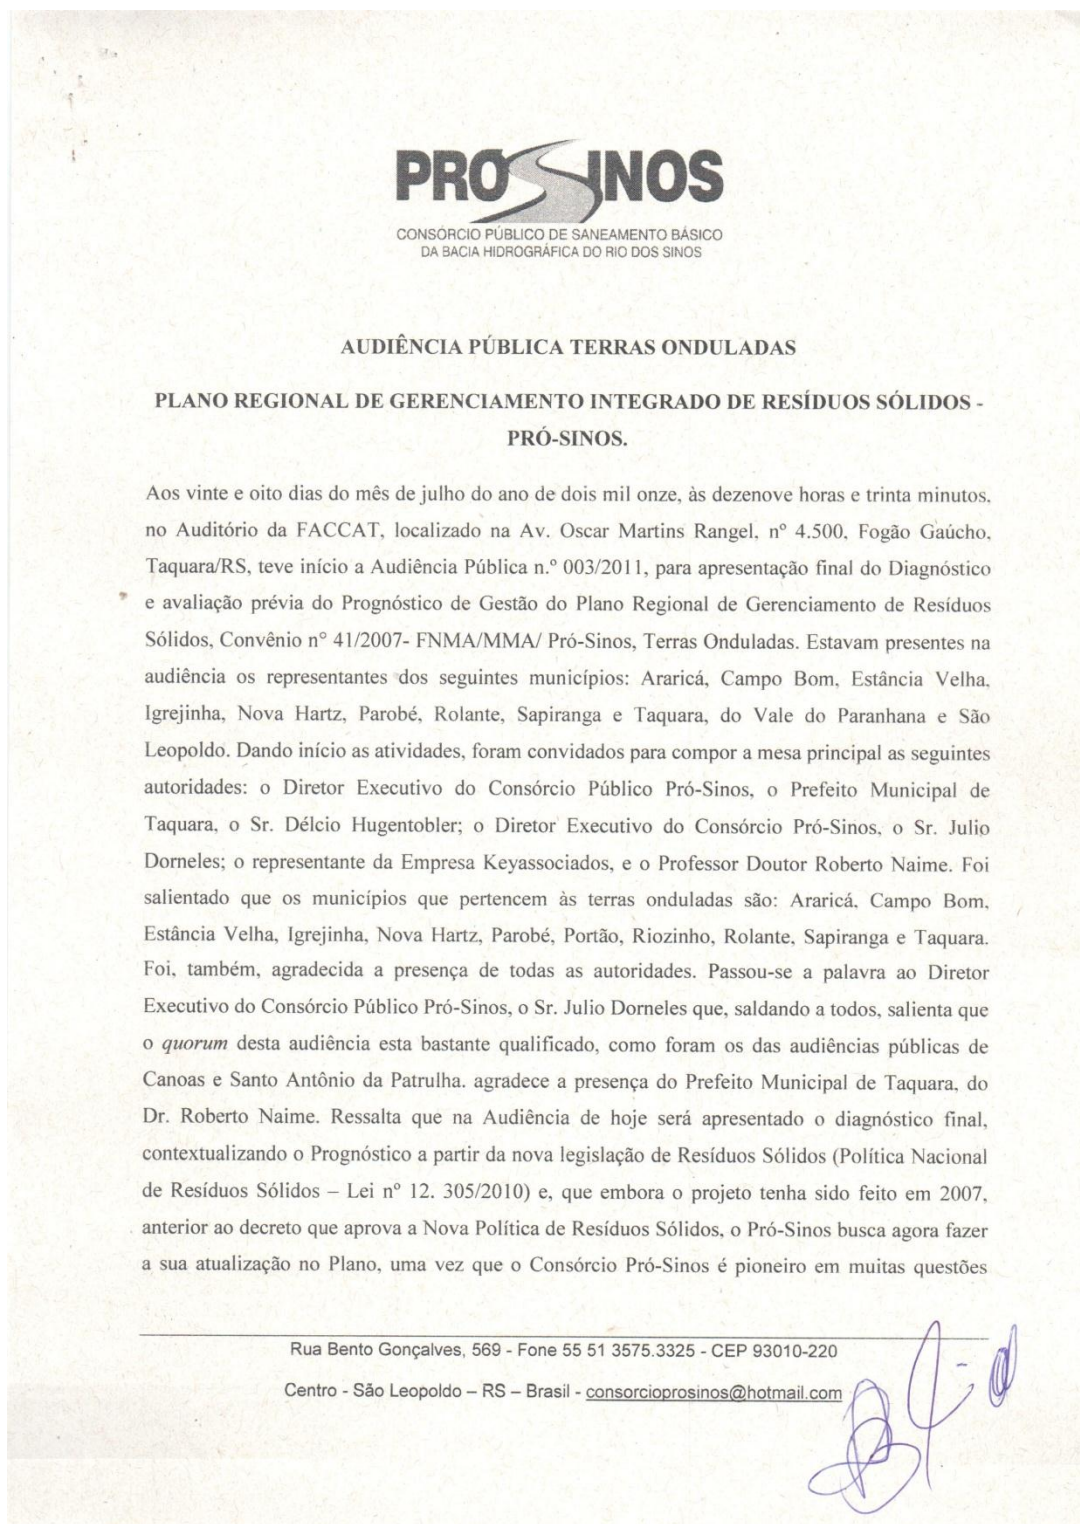 PRÓSINOS
CONSÓRCIO PÚBLICO DE SANEAMENTO BÁSICO
DA BACIA HIDROGRÁFICA DO RIO DOS SINOS
AUDIÊNCIA PÚBLICA TERRAS ONDULADAS
PLANO REGIONAL DE GERENCIAMENTO INTEGRADO DE RESÍDUOS SÓLIDOS -
PRÓ-SINOS.
Aos vinte e oito dias do mês de julho do ano de dois mil onze, às dezenove horas e trinta minutos,
no Auditório da FACCAT, localizado na Av. Oscar Martins Rangel, nº 4.500, Fogão Gaúcho,
Taquara/RS, teve início a Audiência Pública n.º 003/2011, para apresentação final do Diagnóstico
e avaliação prévia do Prognóstico de Gestão do Plano Regional de Gerenciamento de Resíduos
Sólidos, Convênio nº 41/2007- FNMA/MMA/ Pró-Sinos, Terras Onduladas. Estavam presentes na
audiência os representantes dos seguintes municípios: Araricá, Campo Bom, Estância Velha,
Igrejinha, Nova Hartz, Parobé, Rolante, Sapiranga e Taquara, do Vale do Paranhana e São
Leopoldo. Dando início as atividades, foram convidados para compor a mesa principal as seguintes
autoridades: o Diretor Executivo do Consórcio Público Pró-Sinos, o Prefeito Municipal de
Taquara, o Sr. Délcio Hugentobler; o Diretor Executivo do Consórcio Pró-Sinos, o Sr. Julio
Dorneles; o representante da Empresa Keyassociados, e o Professor Doutor Roberto Naime. Foi
salientado que os municípios que pertencem às terras onduladas são: Araricá, Campo Bom,
Estância Velha, Igrejinha, Nova Hartz, Parobé, Portão, Riozinho, Rolante, Sapiranga e Taquara.
Foi, também, agradecida a presença de todas as autoridades. Passou-se a palavra ao Diretor
Executivo do Consórcio Público Pró-Sinos, o Sr. Julio Dorneles que, saldando a todos, salienta que
o quorum desta audiência esta bastante qualificado, como foram os das audiências públicas de
Canoas e Santo Antônio da Patrulha. agradece a presença do Prefeito Municipal de Taquara, do
Dr. Roberto Naime. Ressalta que na Audiência de hoje será apresentado o diagnóstico final,
contextualizando o Prognóstico a partir da nova legislação de Resíduos Sólidos (Política Nacional
de Resíduos Sólidos – Lei nº 12. 305/2010) e, que embora o projeto tenha sido feito em 2007,
anterior ao decreto que aprova a Nova Política de Resíduos Sólidos, o Pró-Sinos busca agora fazer
a sua atualização no Plano, uma vez que o Consórcio Pró-Sinos é pioneiro em muitas questões
Rua Bento Gonçalves, 569 - Fone 55 51 3575.3325 - CEP 93010-220
Centro - São Leopoldo – RS – Brasil - consorcioprosinos@hotmail.com